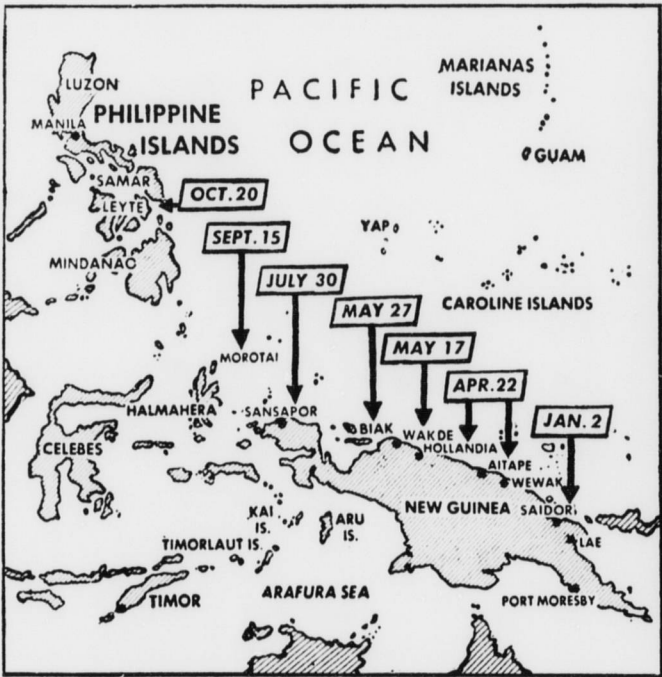 LUZON
PACIFIC
OCEAN
MARIANAS
ISLANDS
MANILA
PHILIPPINE
ISLANDS
GUAM
SAMAR
LEYTE
OCT. 20
SEPT. 15
YAP
MINDANAO
JULY 30
CAROLINE ISLANDS
MAY 27
MAY 17
MOROTAI
APR. 22
JAN. 2
HALMAHERA
SANSAPOR
BIAK
WAKDE
HOLLANDIA
CELEBES
AITAPE
WEWAK
NEW GUINEA
SAIDOR
KAI
IS.
ARU
IS.
LAE
TIMORLAUT IS.
TIMOR
ARAFURA SEA
PORT MORESBY